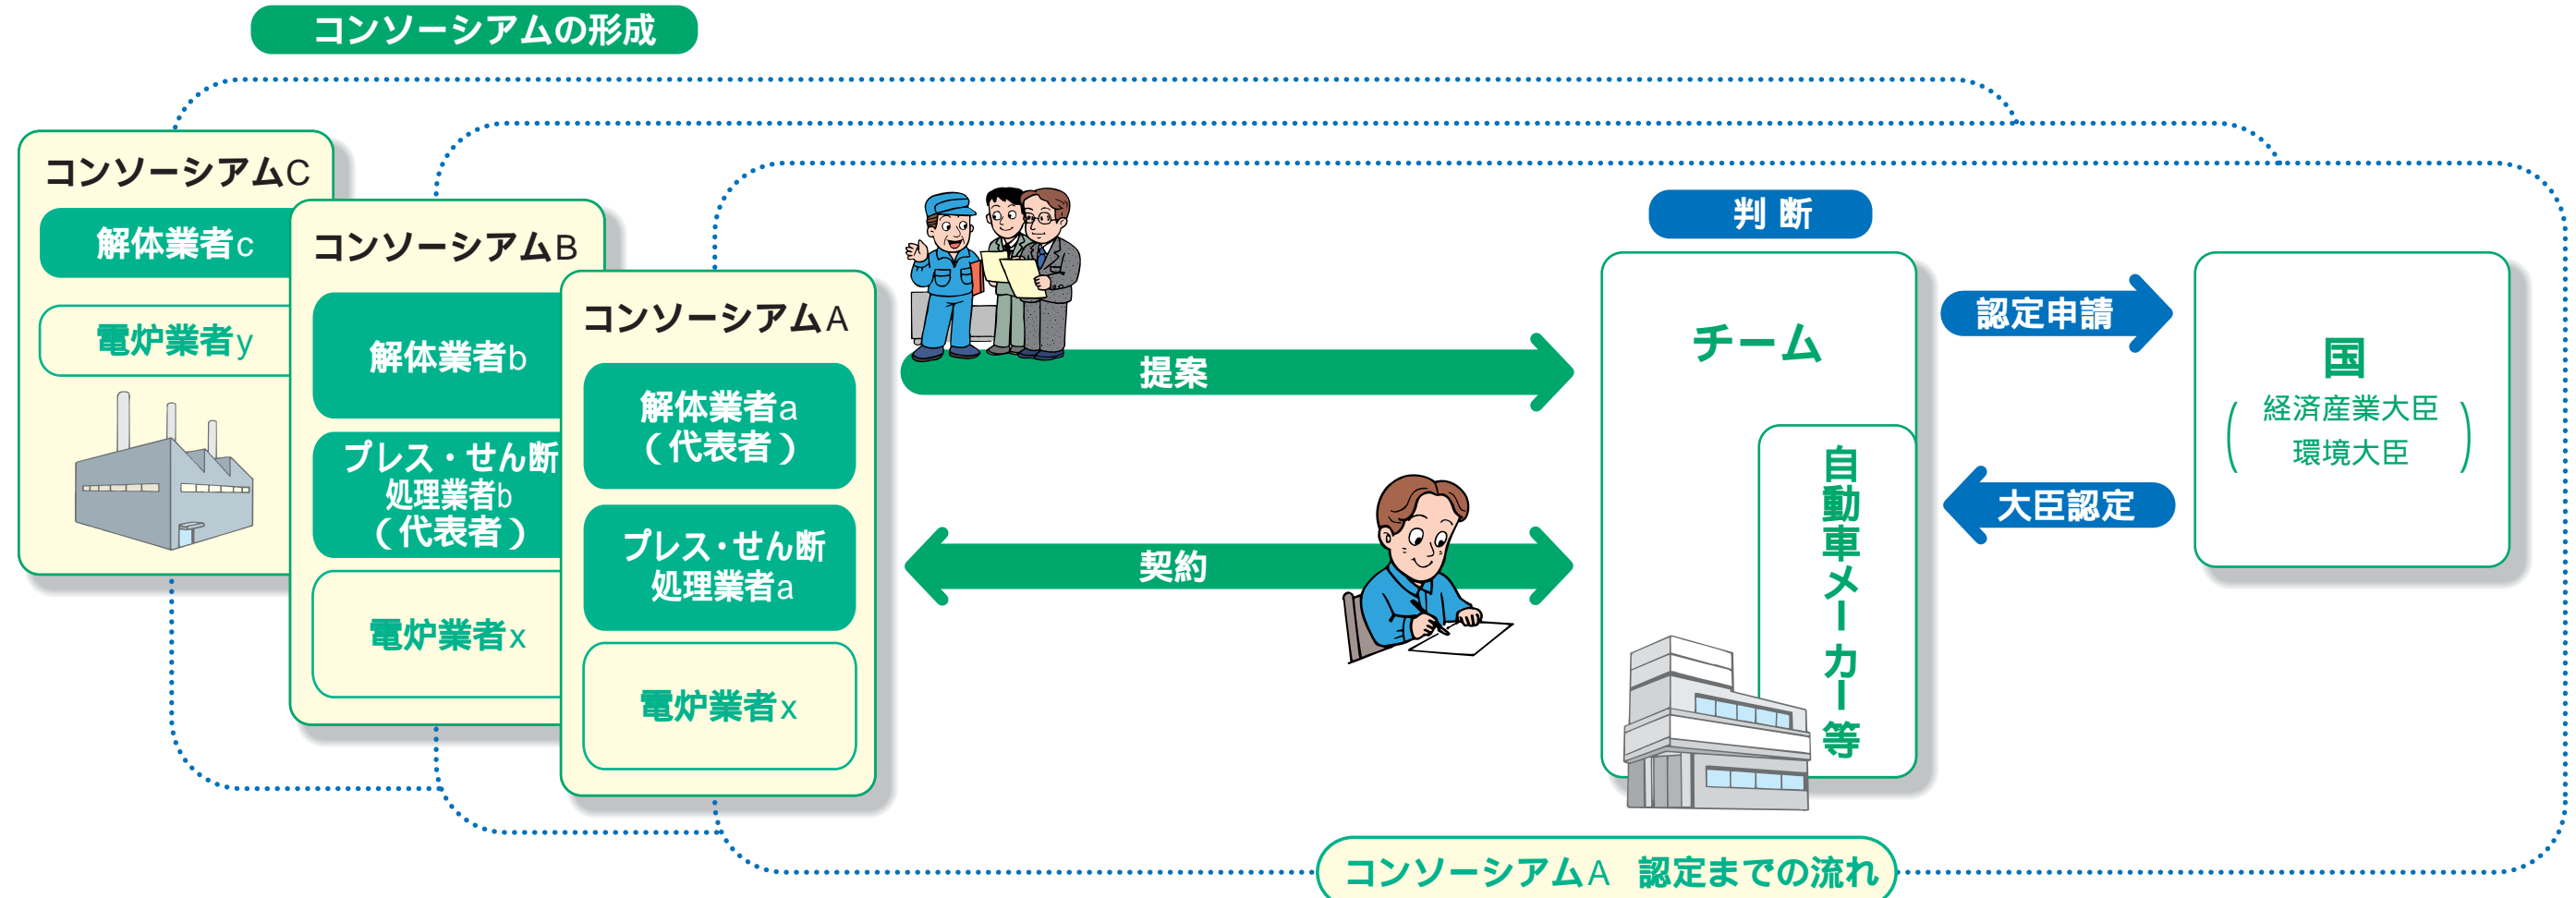 コンソーシアムの形成
コンソーシアムC
解体業者c
電炉業者y
コンソーシアムB
解体業者b
プレス・せん断
処理業者b
(代表者)
電炉業者x
コンソーシアムA
解体業者a
(代表者)
プレス・せん断
処理業者a
電炉業者x
提案
契約
判断
チーム
自動車メーカー等
認定申請
大臣認定
国
(経済産業大臣
環境大臣)
コンソーシアムA 認定までの流れ